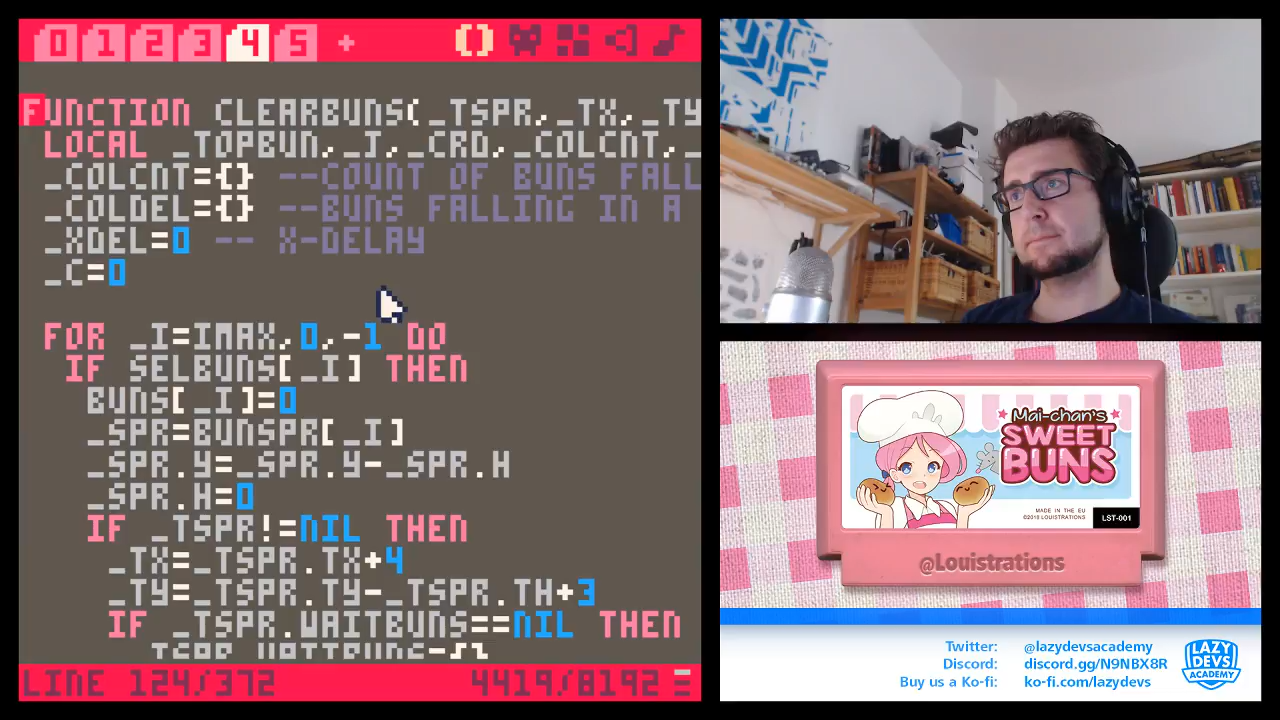 0 1 2 3 4 5 +
FUNCTION CLEARBUNS(_TSPR,_TX,_TY
LOCAL _TOPBUN,_I,_CRD,_COLCNT,_
_COLCNT={} --COUNT OF BUNS FALL
_COLDEL={} --BUNS FALLING IN A
_XDEL=0 -- X-DELAY
_C=0
FOR _I=IMAX,0,-1 DO
IF SELBUNS[_I] THEN
BUNS[_I]=0
_SPR=BUNSPR[_I]
_SPR.Y=_SPR.Y-_SPR.H
_SPR.H=0
IF _TSPR!=NIL THEN
_TX=_TSPR.TX+4
_TY=_TSPR.TY-_TSPR.TH+3
IF _TSPR.WAITBUNS==NIL THEN
LINE 124/372 4419/8192
Mai-chan's
SWEET
BUNS
MADE IN THE EU
©2019 LOUISTRATIONS
LST-001
@Louistrations
Twitter: @lazydevsacademy
Discord: discord.gg/N9NBX8R
Buy us a Ko-fi: ko-fi.com/lazydevs
LAZY
DEVS
ACADEMY